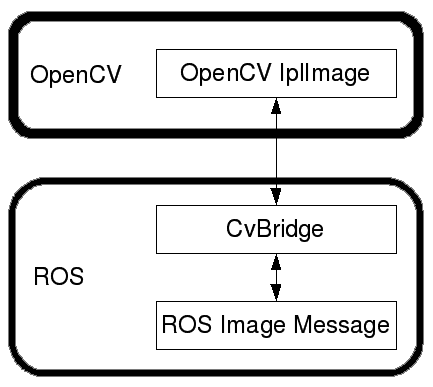 OpenCV
OpenCV IplImage
CvBridge
ROS
ROS Image Message